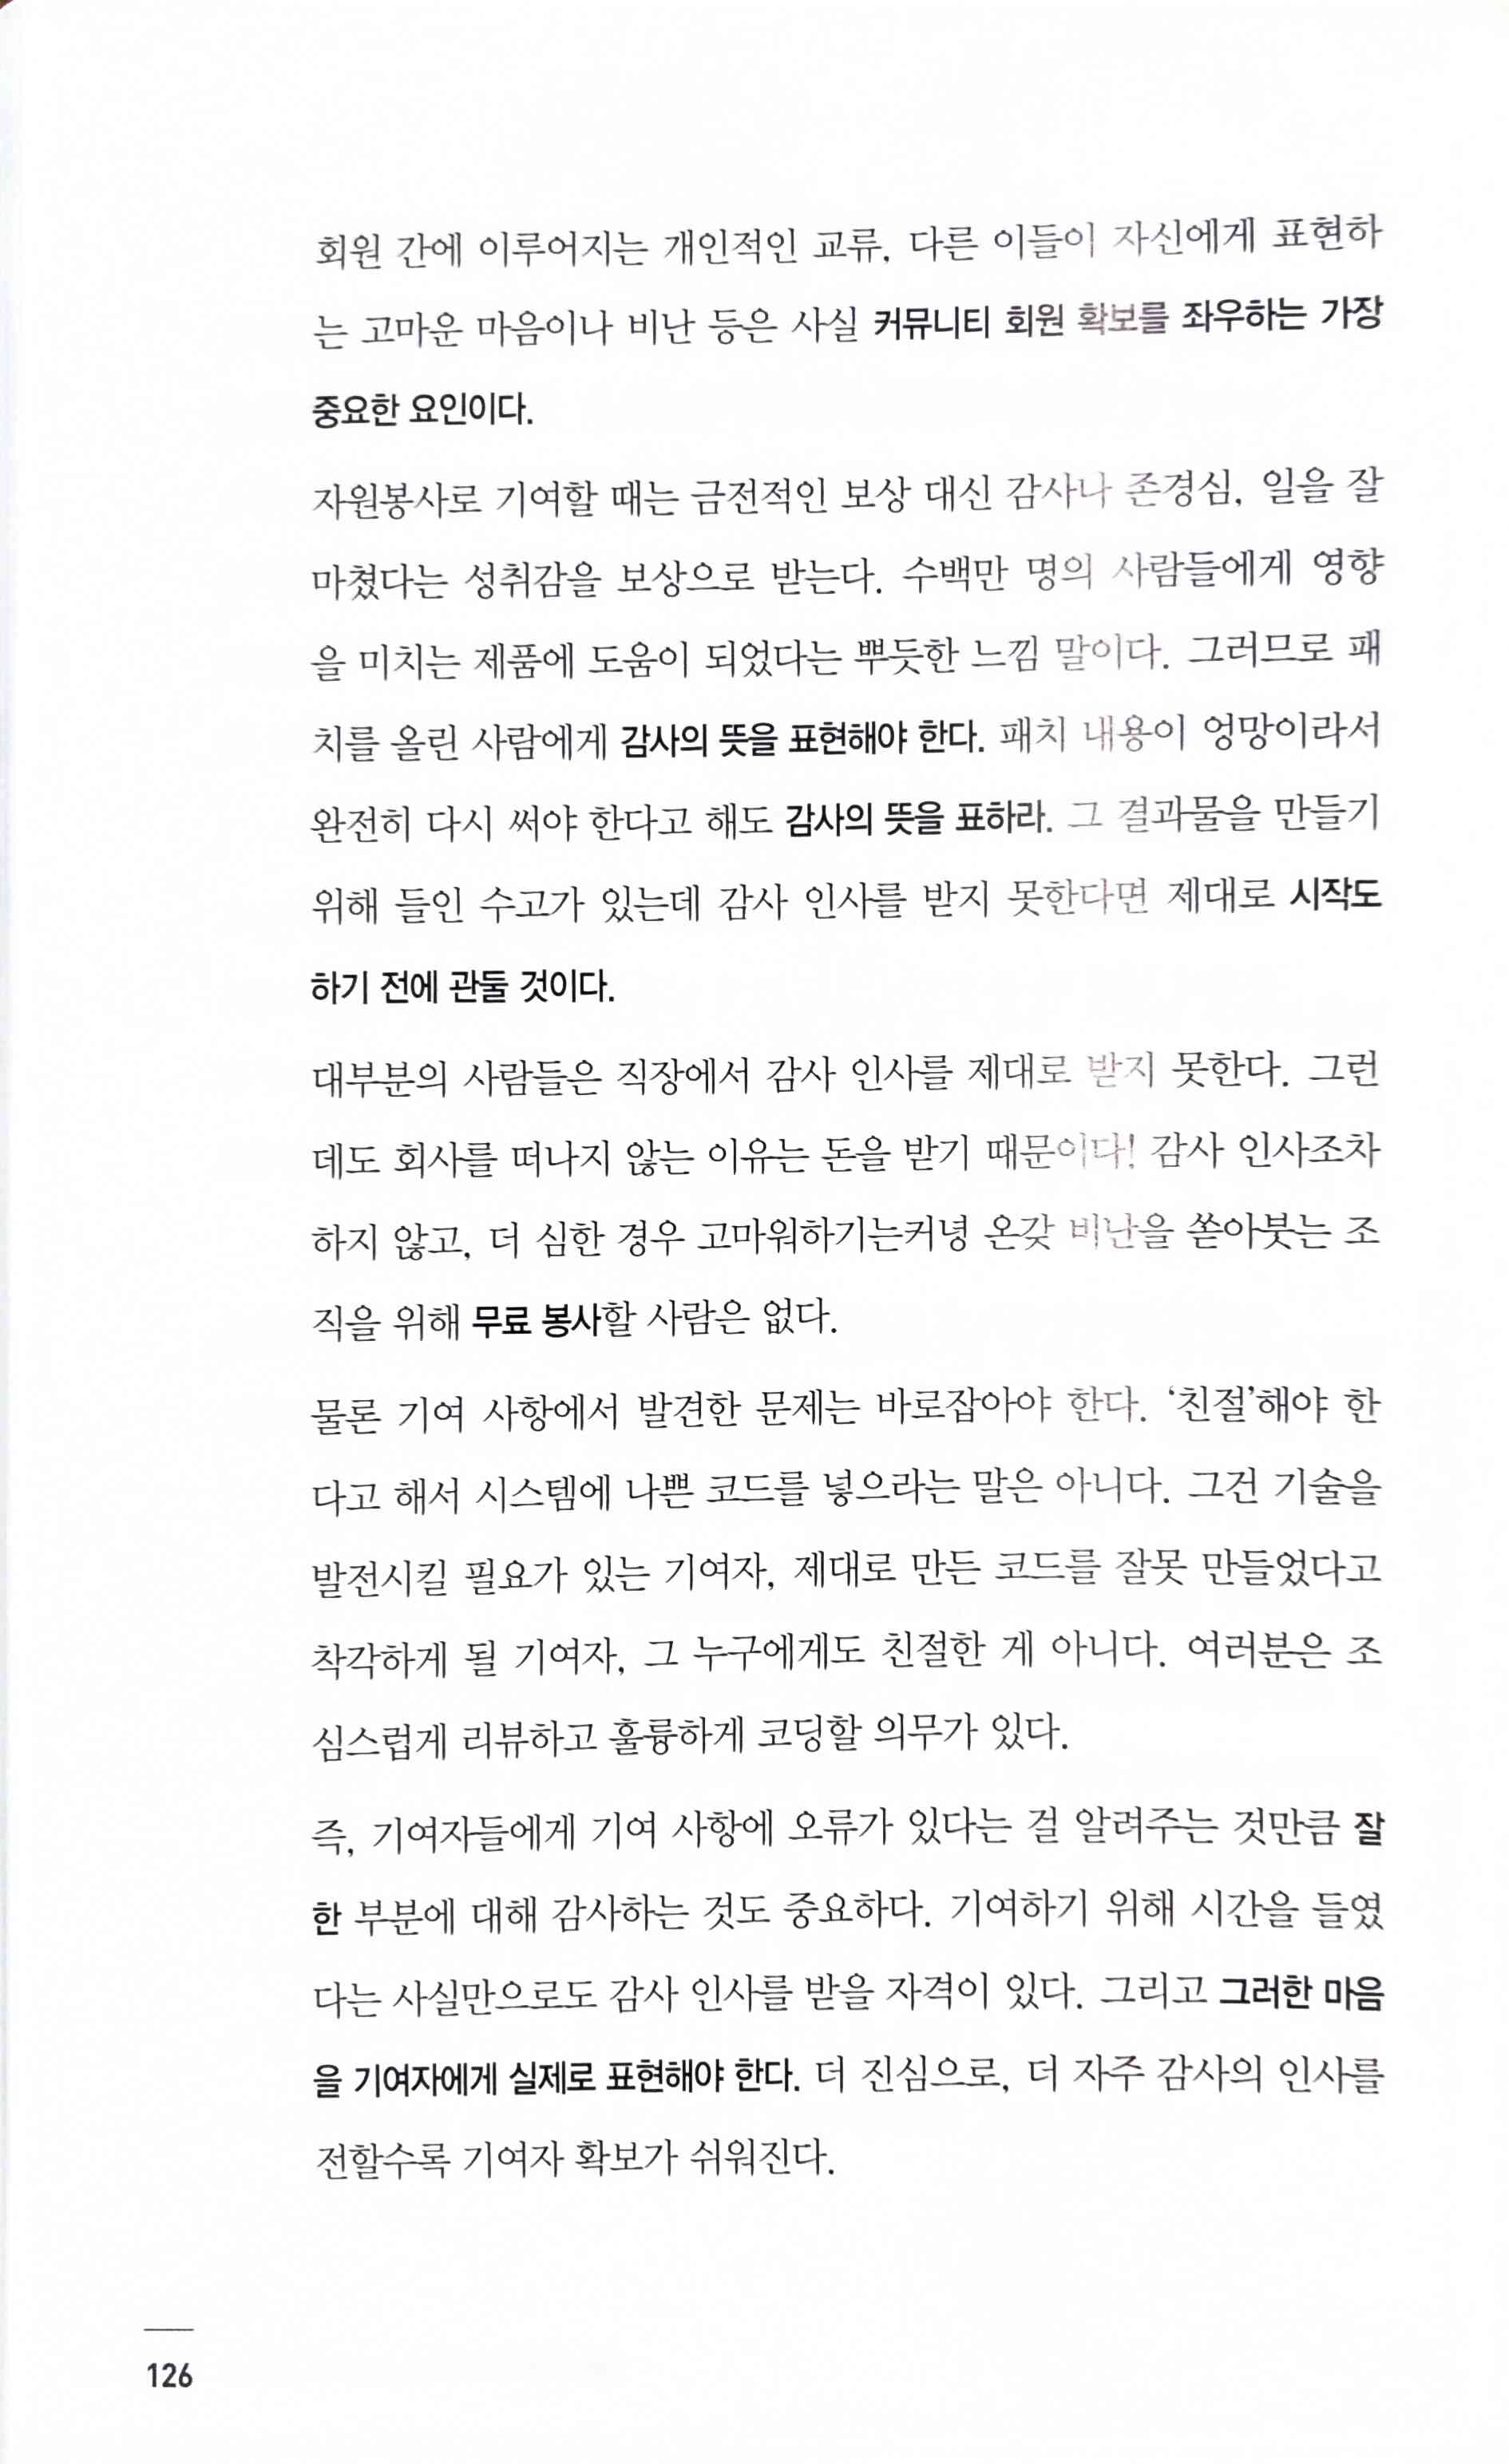 회원 간에 이루어지는 개인적인 교류, 다른 이들이 자신에게 표현하
는 고마운 마음이나 비난 등은 사실 커뮤니티 회원 확보를 좌우하는 가장
중요한 요인이다.
자원봉사로 기여할 때는 금전적인 보상 대신 감사나 존경심, 일을 잘
마쳤다는 성취감을 보상으로 받는다. 수백만 명의 사람들에게 영향
을 미치는 제품에 도움이 되었다는 뿌듯한 느낌 말이다. 그러므로 패
치를 올린 사람에게 감사의 뜻을 표현해야 한다. 패치 내용이 엉망이라서
완전히 다시 써야 한다고 해도 감사의 뜻을 표하라. 그 결과물을 만들기
위해 들인 수고가 있는데 감사 인사를 받지 못한다면 제대로 시작도
하기 전에 관둘 것이다.
대부분의 사람들은 직장에서 감사 인사를 제대로 받지 못한다. 그런
데도 회사를 떠나지 않는 이유는 돈을 받기 때문이다! 감사 인사조차
하지 않고, 더 심한 경우 고마워하기는커녕 온갖 비난을 쏟아붓는 조
직을 위해 무료 봉사할 사람은 없다.
물론 기여 사항에서 발견한 문제는 바로잡아야 한다. ‘친절’해야 한
다고 해서 시스템에 나쁜 코드를 넣으라는 말은 아니다. 그건 기술을
발전시킬 필요가 있는 기여자, 제대로 만든 코드를 잘못 만들었다고
착각하게 될 기여자, 그 누구에게도 친절한 게 아니다. 여러분은 조
심스럽게 리뷰하고 훌륭하게 코딩할 의무가 있다.
즉, 기여자들에게 기여 사항에 오류가 있다는 걸 알려주는 것만큼 잘
한 부분에 대해 감사하는 것도 중요하다. 기여하기 위해 시간을 들였
다는 사실만으로도 감사 인사를 받을 자격이 있다. 그리고 그러한 마음
을 기여자에게 실제로 표현해야 한다. 더 진심으로, 더 자주 감사의 인사를
전할수록 기여자 확보가 쉬워진다.
126